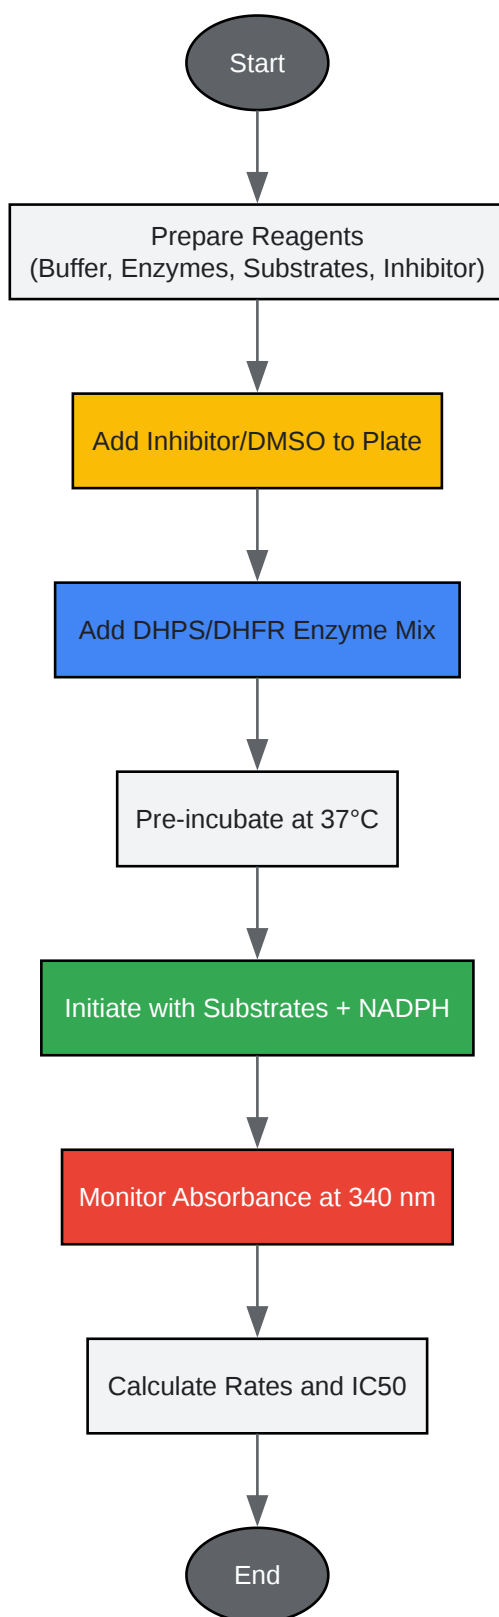 Start
Prepare Reagents
(Buffer, Enzymes, Substrates, Inhibitor)
Add Inhibitor/DMSO to Plate
Add DHPS/DHFR Enzyme Mix
Pre-incubate at 37°C
Initiate with Substrates + NADPH
Monitor Absorbance at 340 nm
Calculate Rates and IC50
End